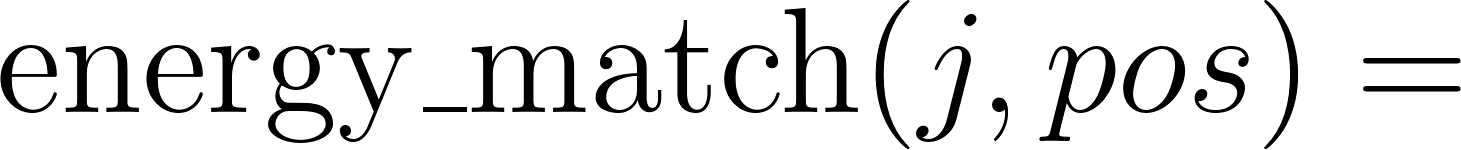 energy_match(j, pos) =